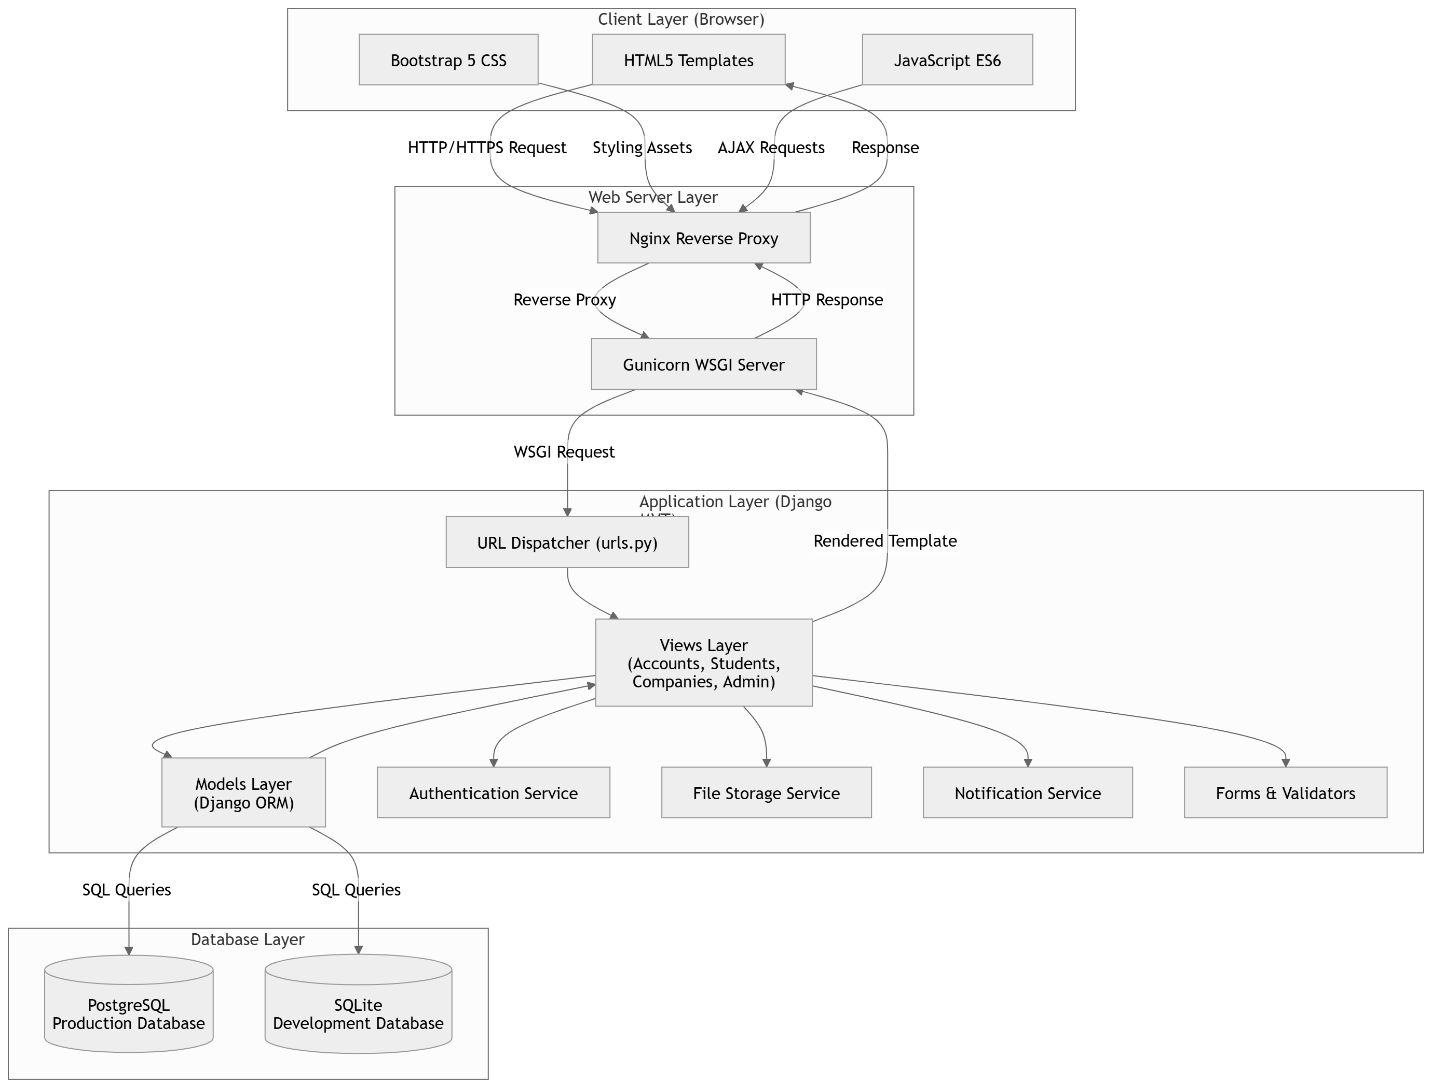 Client Layer (Browser)
Bootstrap 5 CSS
HTML5 Templates
JavaScript ES6
HTTP/HTTPS Request
Styling Assets
AJAX Requests
Response
Web Server Layer
Nginx Reverse Proxy
Reverse Proxy
HTTP Response
Gunicorn WSGI Server
WSGI Request
Application Layer (Django
URL Dispatcher (urls.py)
Rendered Template
Views Layer
(Accounts, Students,
Companies, Admin)
Models Layer
(Django ORM)
Authentication Service
File Storage Service
Notification Service
Forms & Validators
SQL Queries
SQL Queries
Database Layer
PostgreSQL
Production Database
SQLite
Development Database